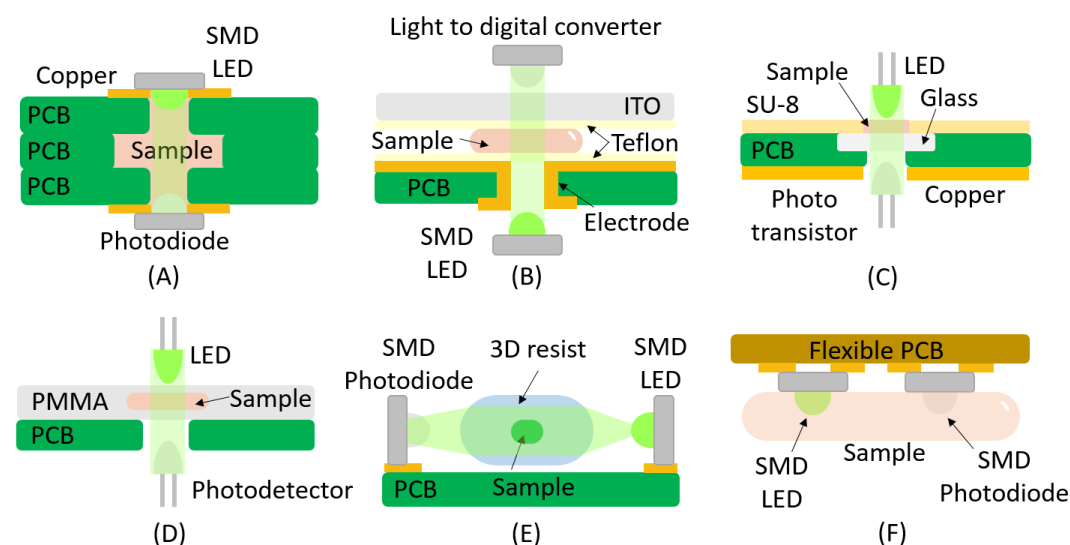 SMD
LED
Copper
PCB
PCB
Sample
PCB
Photodiode
(A)
Light to digital converter
ITO
Sample
Teflon
PCB
Electrode
SMD
LED
(B)
Sample
LED
SU-8
Glass
PCB
Photo
transistor
Copper
(C)
LED
PMMA
Sample
PCB
Photodetector
(D)
SMD
Photodiode
3D resist
SMD
LED
PCB
Sample
(E)
Flexible PCB
Sample
SMD
LED
SMD
Photodiode
(F)